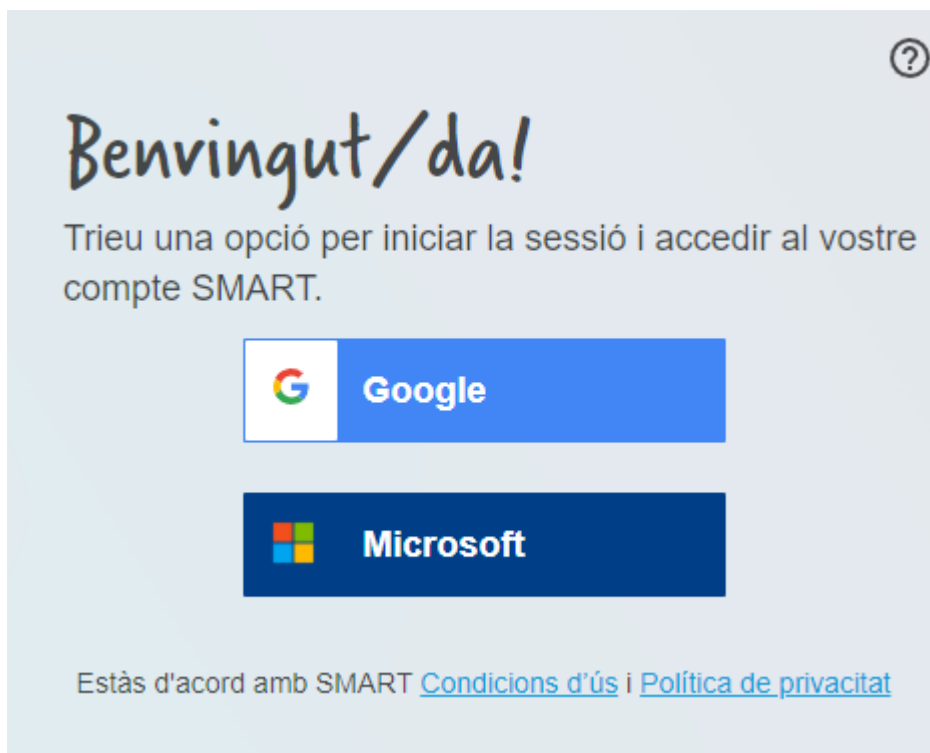 Benvingut/da!
Trieu una opció per iniciar la sessió i accedir al vostre
compte SMART.
Google
Microsoft
Estàs d'acord amb SMART Condicions d’ús i Política de privacitat